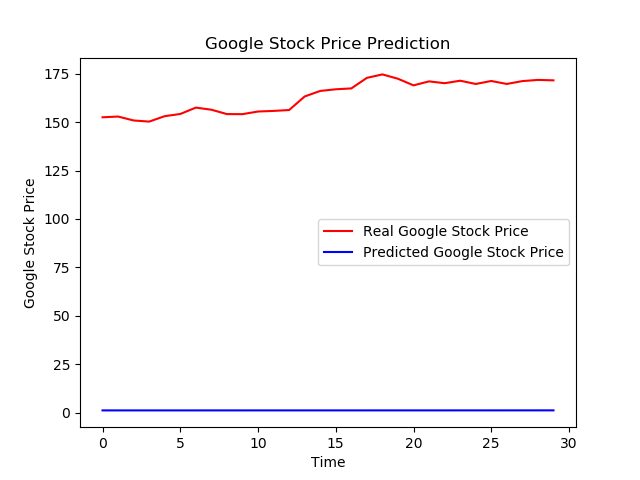 Google Stock Price Prediction
Google Stock Price
175
150
125
100
75
50
25
0
Real Google Stock Price
Predicted Google Stock Price
0 5 10 15 20 25 30
Time